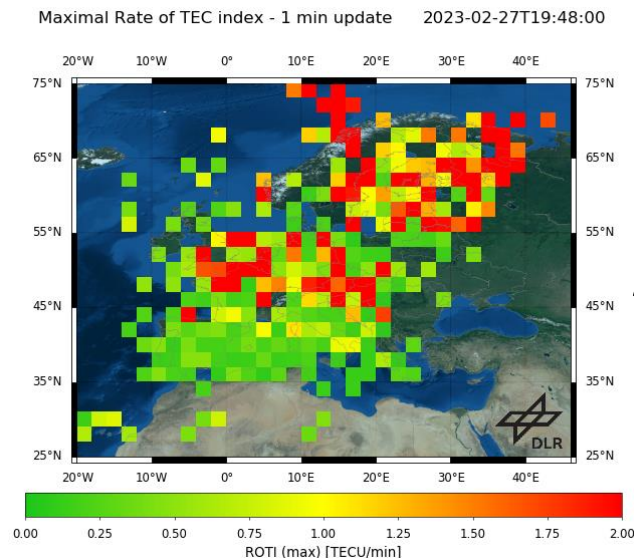 Maximal Rate of TEC index - 1 min update 2023-02-27T19:48:00
20°W 10°W 0° 10°E 20°E 30°E 40°E
75°N 75°N
65°N 65°N
55°N 55°N
45°N 45°N
35°N 35°N
DLR
25°N 25°N
20°W 10°W 0° 10°E 20°E 30°E 40°E
0.00 0.25 0.50 0.75 1.00 1.25 1.50 1.75 2.00
ROTI (max) [TECU/min]